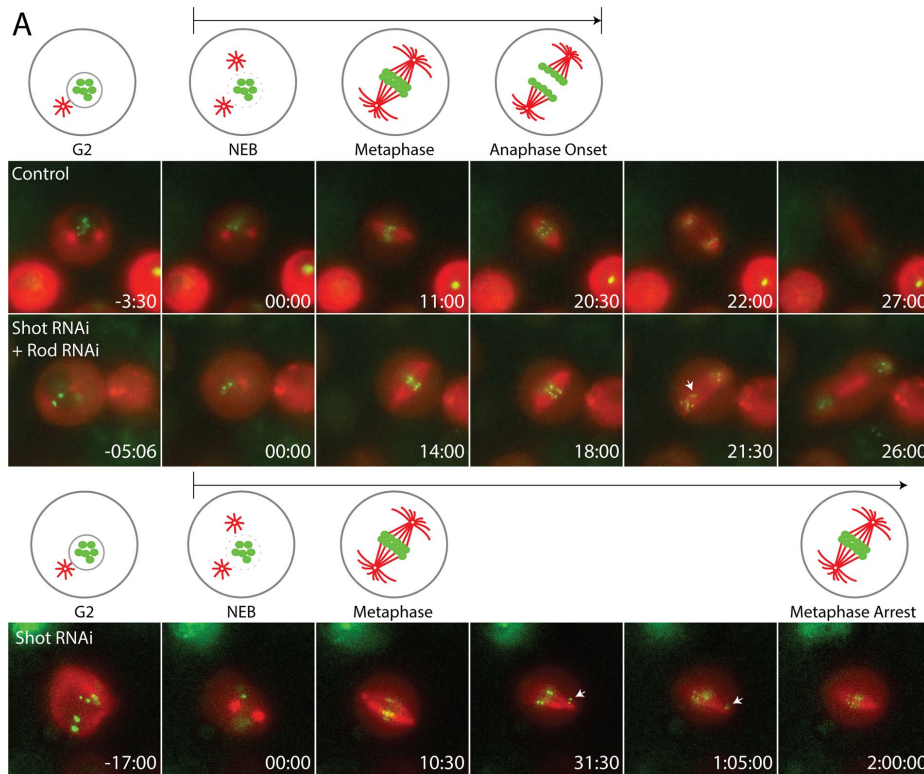 A
G2 NEB Metaphase Anaphase Onset
Control
-3:30 00:00 11:00 20:30 22:00 27:00
Shot RNAi
+ Rod RNAi
-05:06 00:00 14:00 18:00 21:30 26:00
G2 NEB Metaphase Metaphase Arrest
Shot RNAi
-17:00 00:00 10:30 31:30 1:05:00 2:00:00